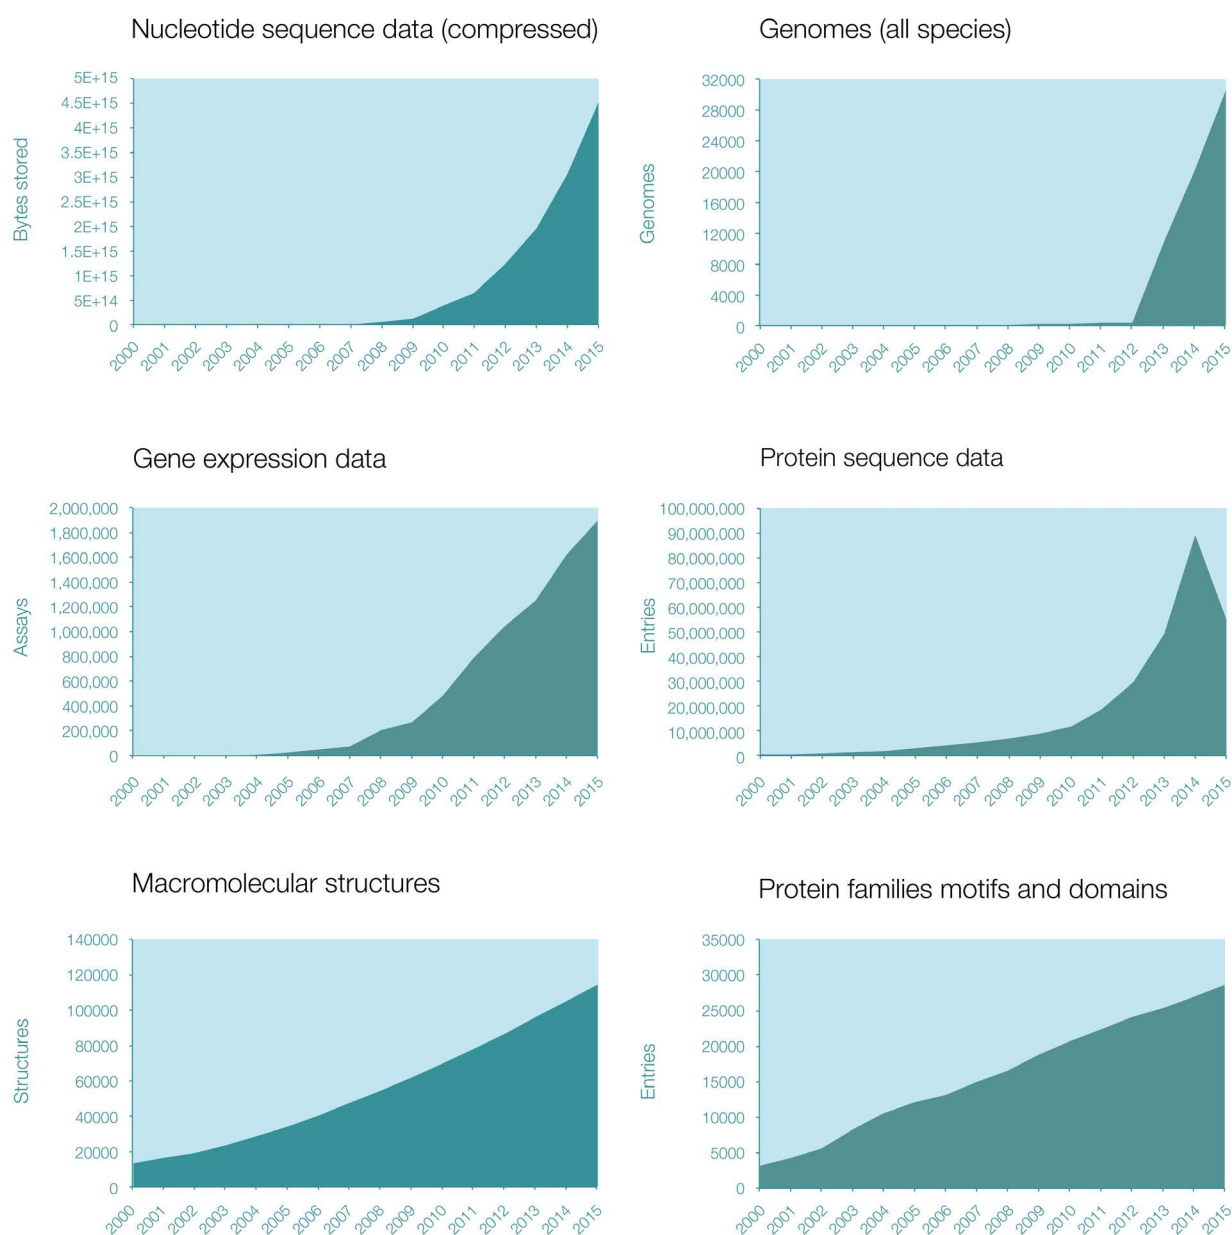 Nucleotide sequence data (compressed)
Bytes stored
5E+15
4.5E+15
4E+15
3.5E+15
3E+15
2.5E+15
2E+15
1.5E+15
1E+15
5E+14
0
2000 2001 2002 2003 2004 2005 2006 2007 2008 2009 2010 2011 2012 2013 2014 2015
Genomes (all species)
Genomes
32000
28000
24000
20000
16000
12000
8000
4000
0
2000 2001 2002 2003 2004 2005 2006 2007 2008 2009 2010 2011 2012 2013 2014 2015
Gene expression data
Assays
2,000,000
1,800,000
1,600,000
1,400,000
1,200,000
1,000,000
800,000
600,000
400,000
200,000
0
2000 2001 2002 2003 2004 2005 2006 2007 2008 2009 2010 2011 2012 2013 2014 2015
Protein sequence data
Entries
100,000,000
90,000,000
80,000,000
70,000,000
60,000,000
50,000,000
40,000,000
30,000,000
20,000,000
10,000,000
0
2000 2001 2002 2003 2004 2005 2006 2007 2008 2009 2010 2011 2012 2013 2014 2015
Macromolecular structures
Structures
140000
120000
100000
80000
60000
40000
20000
0
2000 2001 2002 2003 2004 2005 2006 2007 2008 2009 2010 2011 2012 2013 2014 2015
Protein families motifs and domains
Entries
35000
30000
25000
20000
15000
10000
5000
0
2000 2001 2002 2003 2004 2005 2006 2007 2008 2009 2010 2011 2012 2013 2014 2015